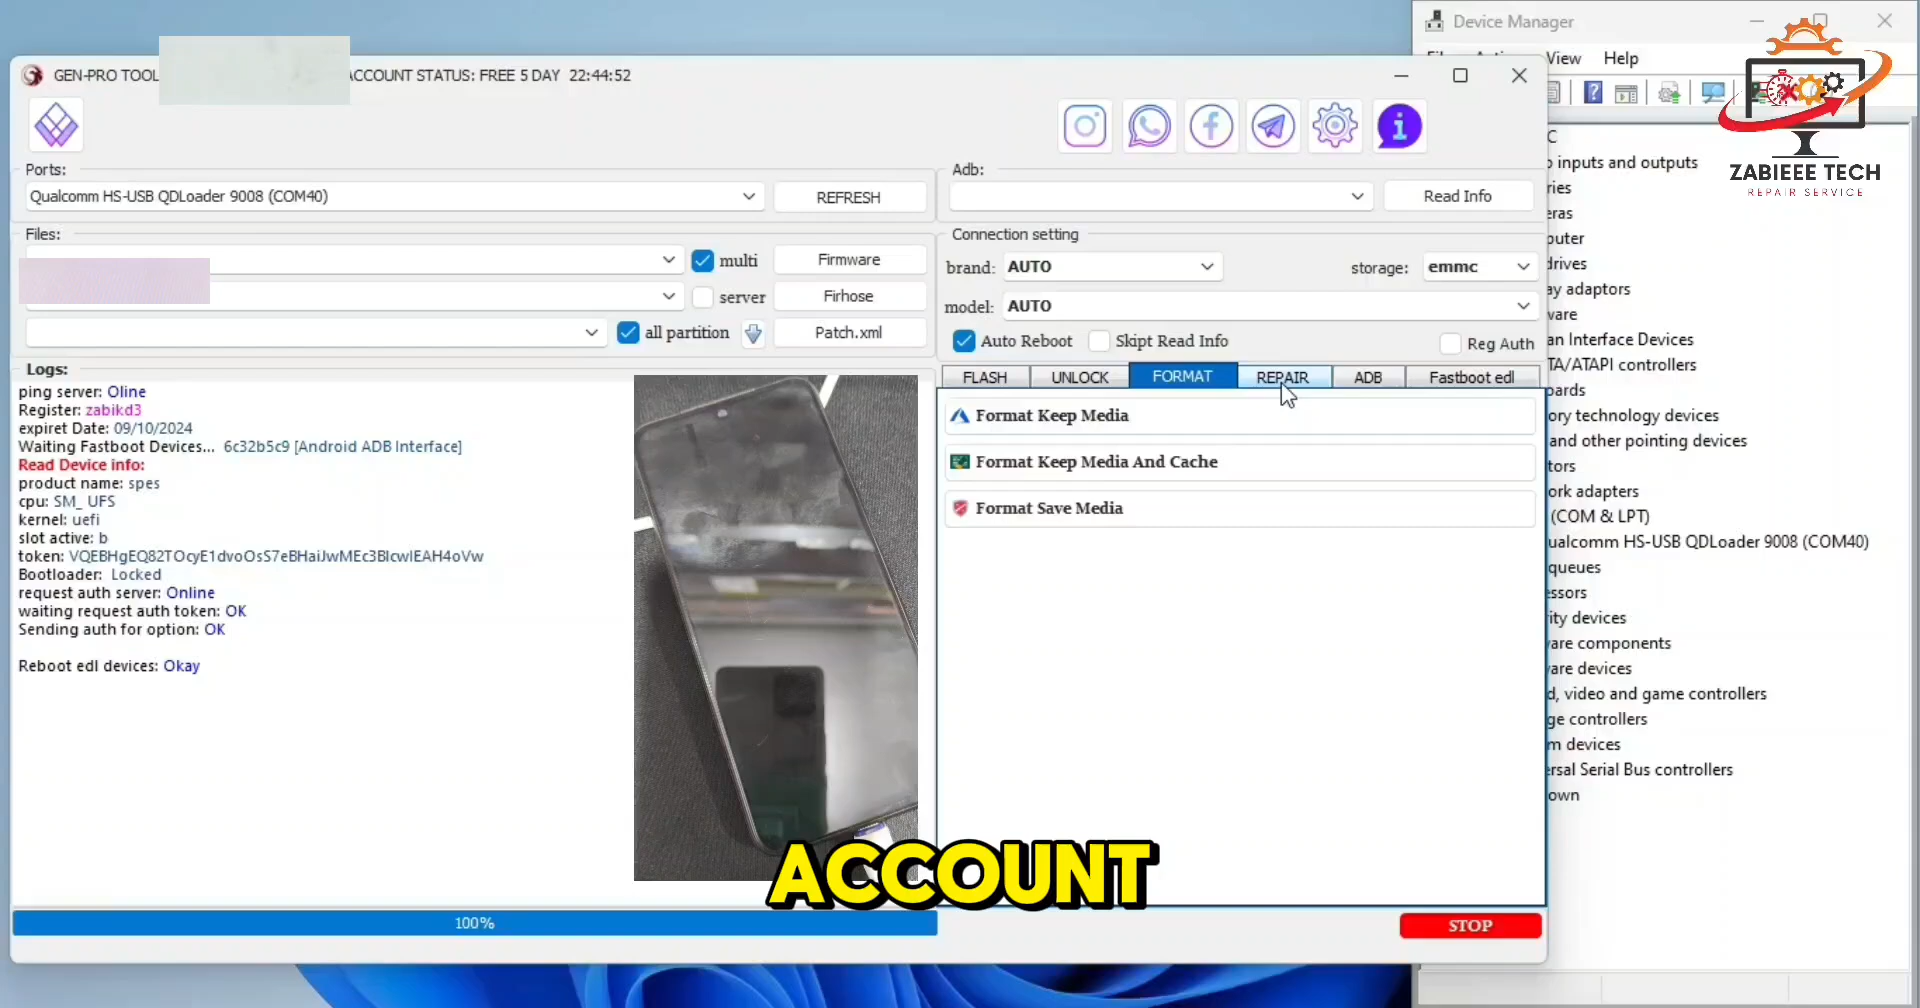 Device Manager
View Help
ZABIEEE TECH
REPAIR SERVICE
GEN-PRO TOOL
ACCOUNT STATUS: FREE 5 DAY 22:44:52
Ports:
Qualcomm HS-USB QDLoader 9008 (COM40)
REFRESH
Adb:
Read Info
Files:
multi
Firmware
server
Firhose
all partition
Patch.xml
Connection setting
brand: AUTO
storage: emmc
model: AUTO
Auto Reboot
Skipt Read Info
Reg Auth
FLASH
UNLOCK
FORMAT
REPAIR
ADB
Fastboot edl
Format Keep Media
Format Keep Media And Cache
Format Save Media
Logs:
ping server: Oline
Register: zabikd3
expiret Date: 09/10/2024
Waiting Fastboot Devices... 6c32b5c9 [Android ADB Interface]
Read Device info:
product name: spes
cpu: SM_ UFS
kernel: uefi
slot active: b
Bootloader: Locked
request auth server: Online
waiting request auth token: OK
Sending auth for option: OK
Reboot edl devices: Okay
100%
STOP
ACCOUNT
inputs and outputs
ries
eras
puter
drives
ay adaptors
ware
an Interface Devices
TA/ATAPI controllers
oards
ory technology devices
and other pointing devices
tors
ork adapters
(COM & LPT)
ualcomm HS-USB QDLoader 9008 (COM40)
queues
essors
ity devices
vare components
vare devices
d, video and game controllers
ge controllers
m devices
ersal Serial Bus controllers
own